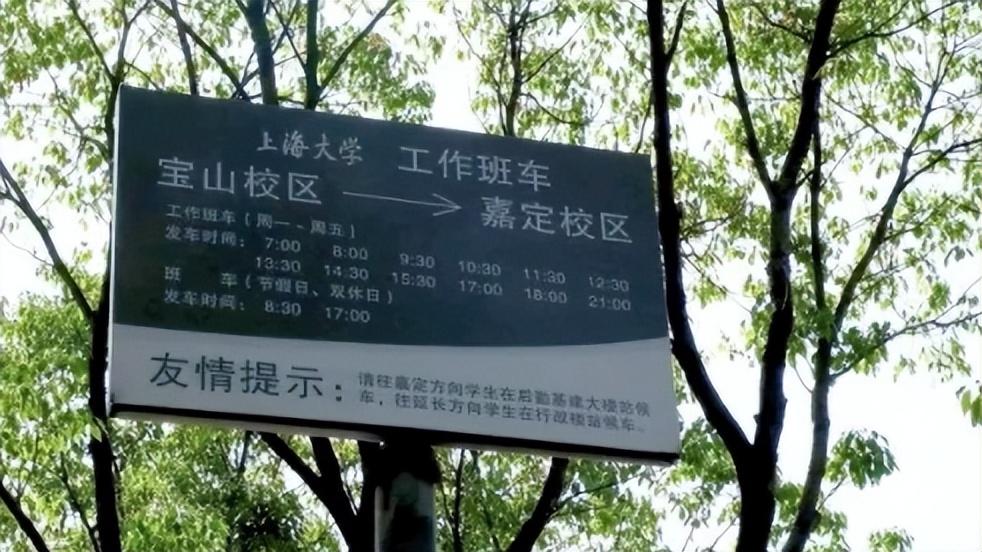 上海大学 工作班车
宝山校区 → 嘉定校区
工作班车(周一-周五)
发车时间: 7:00 8:00 9:30 10:30 11:30 12:30
13:30 14:30 15:30 17:00 18:00 21:00
班 车(节假日、双休日)
发车时间: 8:30 17:00
友情提示:
请往嘉定方向学生在后勤基建大楼站候
车,往延长方向学生在行政楼站候车。